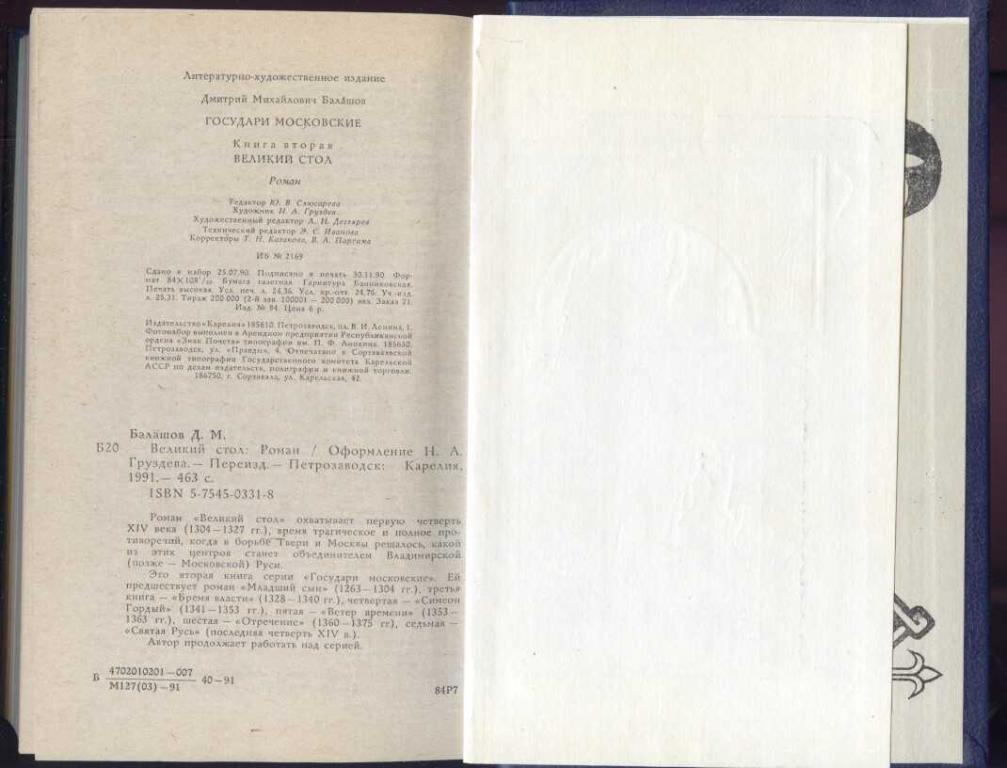 Литературно-художественное издание
Дмитрий Михайлович Балашов
ГОСУДАРИ МОСКОВСКИЕ
Книга вторая
ВЕЛИКИЙ СТОЛ
Роман
Редактор Ю. В. Слюсарева
Художник Н. А. Груздев
Художественный редактор Л. Н. Дегтярев
Технический редактор Э. С. Иванова
Корректоры Т. Н. Казакова, В. А. Паргина
ИБ № 2169
Сдано в набор 25.07.90. Подписано в печать 30.11.90. Фор-
мат 84×108¹/₃₂ Бумага газетная Гарнитура Банниковская.
Печать высокая. Усл. печ. л. 24,36. Усл. кр.-отт. 24,76. Уч.-изд.
л. 25,31. Тираж 200 000 (2-й зав. 100001 — 200 000) экз. Заказ 21.
Изд. № 84. Цена 6 р.
Издательство «Карелия» 185610. Петрозаводск, пл. В. И. Ленина, 1.
Фотонабор выполнен в Арендном предприятии Республиканской
ордена «Знак Почета» типографии им. П. Ф. Анохина. 185630.
Петрозаводск, ул. «Правды», 4. Отпечатано в Сортавальской
книжной типографии Государственного комитета Карельской
АССР по делам издательств, полиграфии и книжной торговли.
186750, г. Сортавала, ул. Карельская, 42.
Балашов Д. М.
Б20 Великий стол: Роман / Оформление Н. А.
Груздева.— Переизд.— Петрозаводск: Карелия,
1991.— 463 с.
ISBN 5-7545-0331-8
Роман «Великий стол» охватывает первую четверть
XIV века (1304—1327 гг.), время трагическое и полное про-
тиворечий, когда в борьбе Твери и Москвы решалось, какой
из этих центров станет объединителем Владимирской
(позже — Московской) Руси.
Это вторая книга серии «Государи московские». Ей
предшествует роман «Младший сын» (1263—1304 гг.), третья
книга — «Бремя власти» (1328—1340 гг.), четвертая — «Симеон
Гордый» (1341—1353 гг.), пятая — «Ветер времени» (1353—
1363 гг.), шестая — «Отречение» (1360—1375 гг.), седьмая —
«Святая Русь» (последняя четверть XIV в.).
Автор продолжает работать над серией.
Б 4702010201—007 40—91
М127(03)—91
84Р7